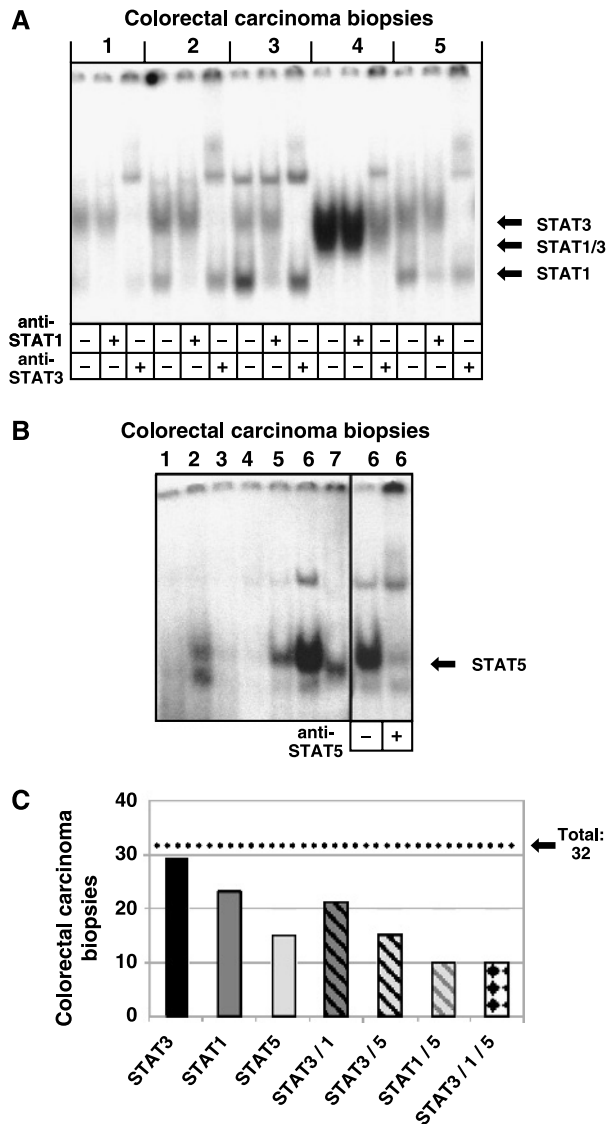 A
Colorectal carcinoma biopsies
1 2 3 4 5
STAT3
STAT1/3
STAT1
anti-
STAT1 – + – – + – – + – – + – – + –
anti-
STAT3 – – + – – + – – + – – + – – +
B
Colorectal carcinoma biopsies
1 2 3 4 5 6 7 6 6
STAT5
anti-
STAT5 – +
C
Colorectal carcinoma
biopsies
40
30
20
10
0
Total:
32
STAT3 STAT1 STAT5 STAT3 / 1 STAT3 / 5 STAT1 / 5 STAT3 / 1 / 5